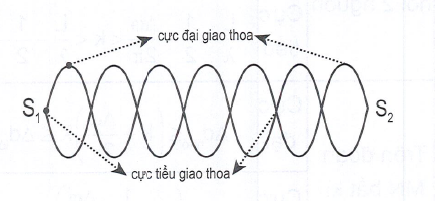 cực đại giao thoa
S₁
S₂
cực tiểu giao thoa